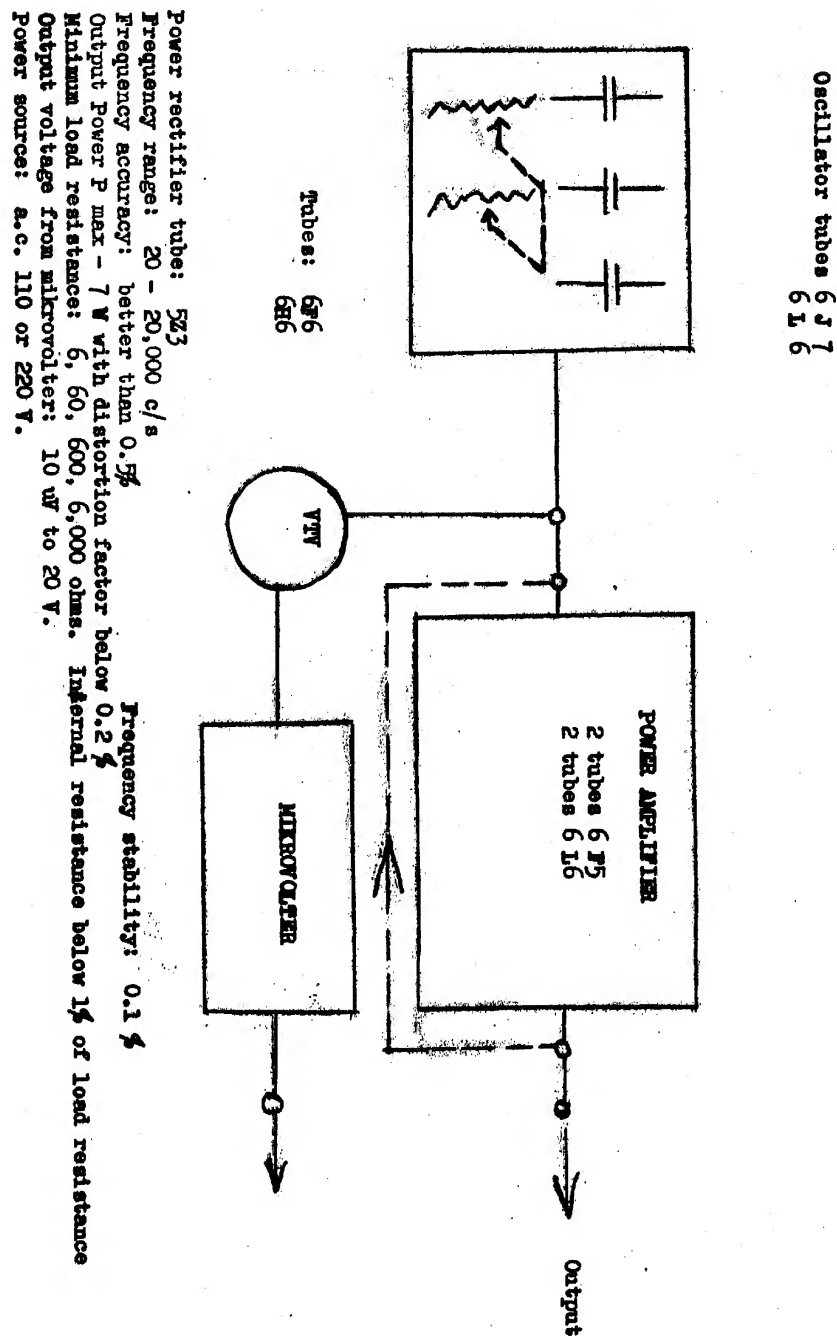 Oscillator tubes 6 J 7
6 L 6
POWER AMPLIFIER
2 tubes 6 F5
2 tubes 6 L6
Output
Tubes: 6F6
6H6
VTV
MIKROVOLTER
Power rectifier tube: 5Z3
Frequency range: 20 - 20,000 c/s
Frequency accuracy: better than 0.5%
Frequency stability: 0.1 %
Output Power P max - 7 W with distortion factor below 0.2 %
Minimum load resistance: 6, 60, 600, 6,000 ohms. Internal resistance below 1% of load resistance
Output voltage from mikrovolter: 10 uV to 20 V.
Power source: a.c. 110 or 220 V.